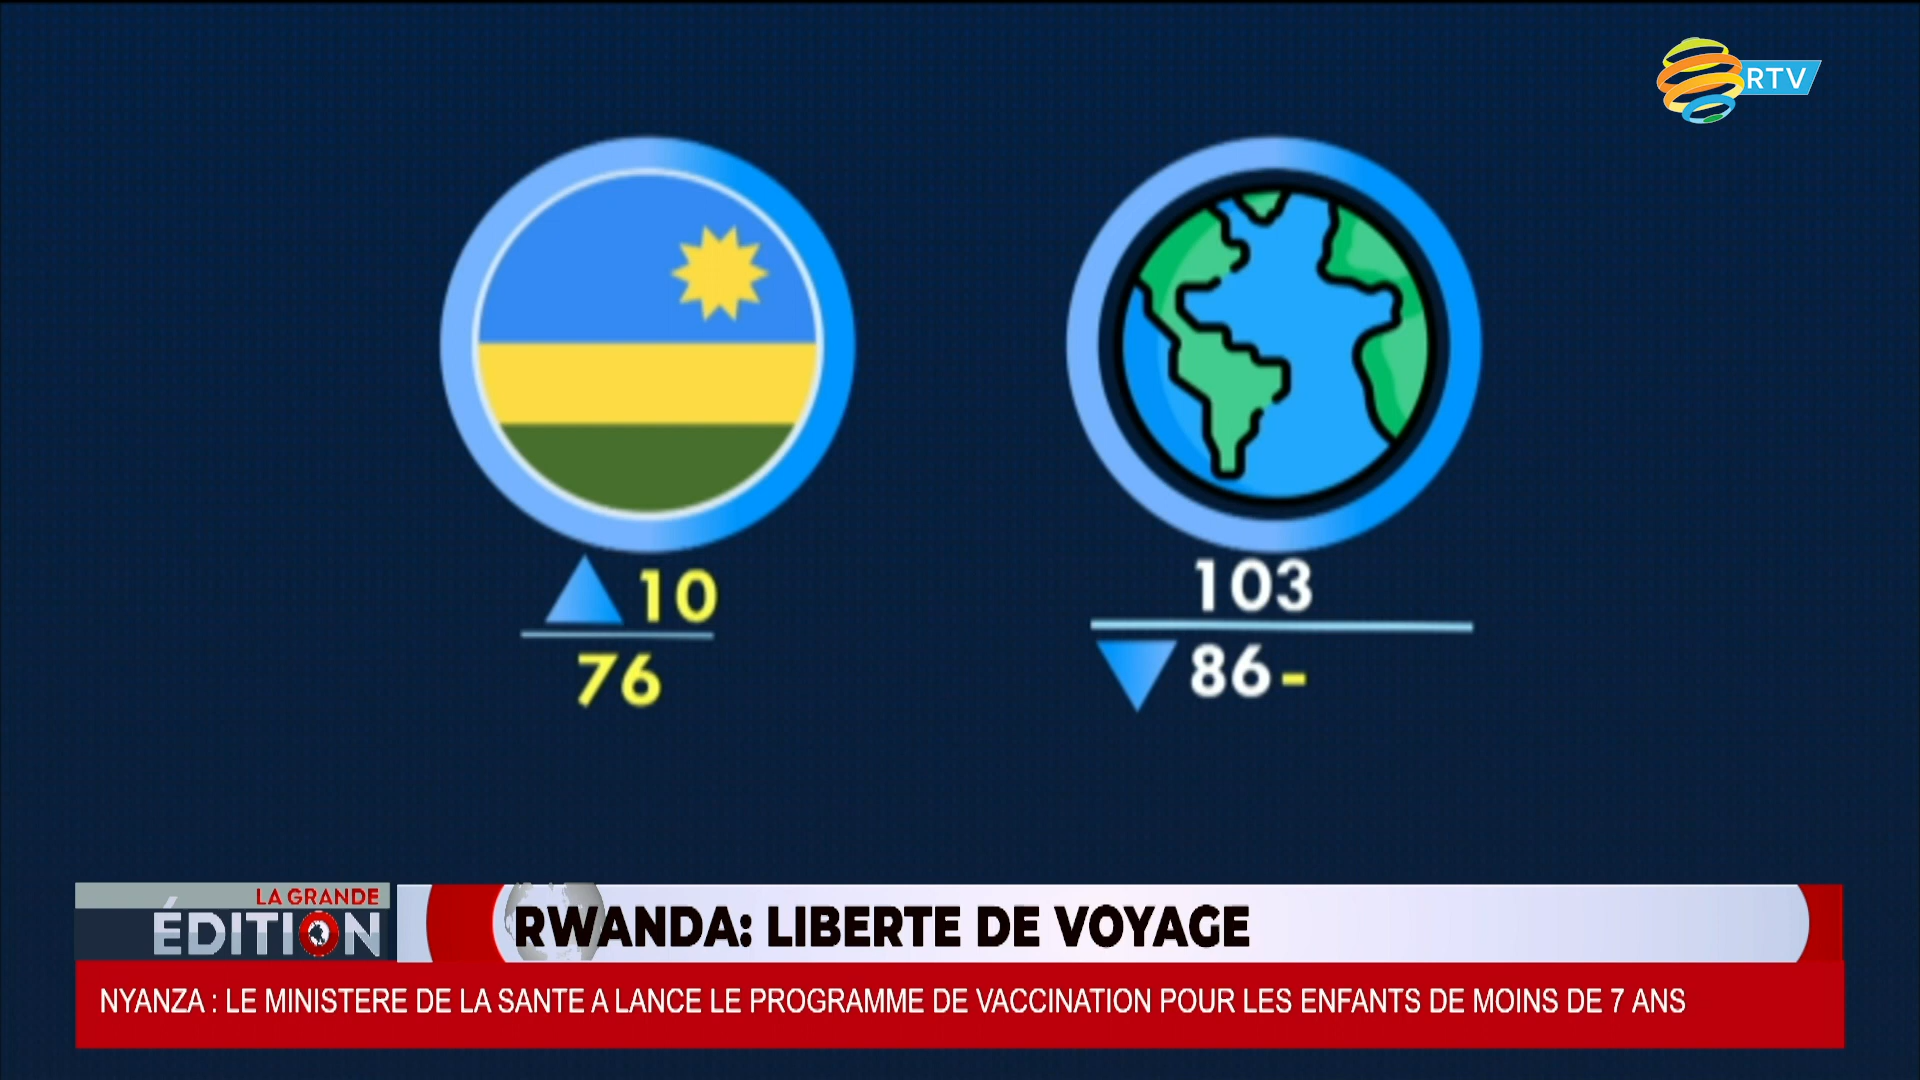 RTV
10
76
103
86-
LA GRANDE
ÉDITION
RWANDA: LIBERTE DE VOYAGE
NYANZA : LE MINISTERE DE LA SANTE A LANCE LE PROGRAMME DE VACCINATION POUR LES ENFANTS DE MOINS DE 7 ANS